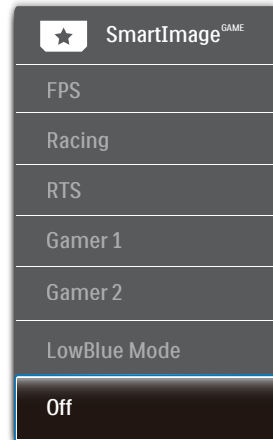 SmartImage GAME
FPS
Racing
RTS
Gamer 1
Gamer 2
LowBlue Mode
Off